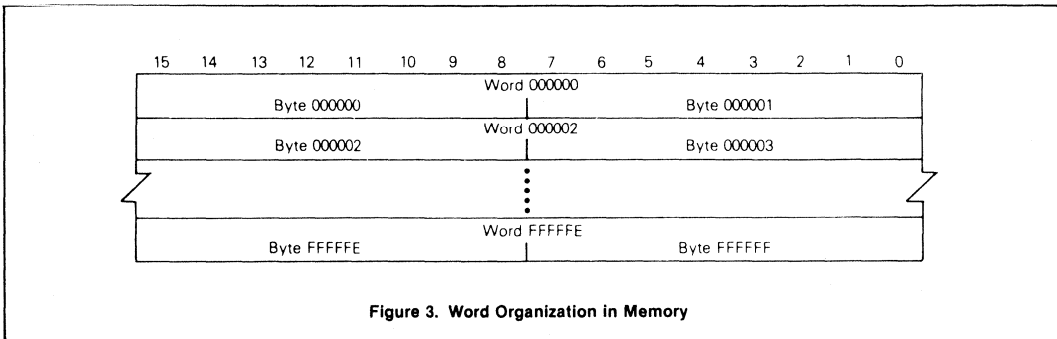 15 14 13 12 11 10 9 8 7 6 5 4 3 2 1 0
Word 000000
Byte 000000 Byte 000001
Word 000002
Byte 000002 Byte 000003
Word FFFFFE
Byte FFFFFE Byte FFFFFF
Figure 3. Word Organization in Memory